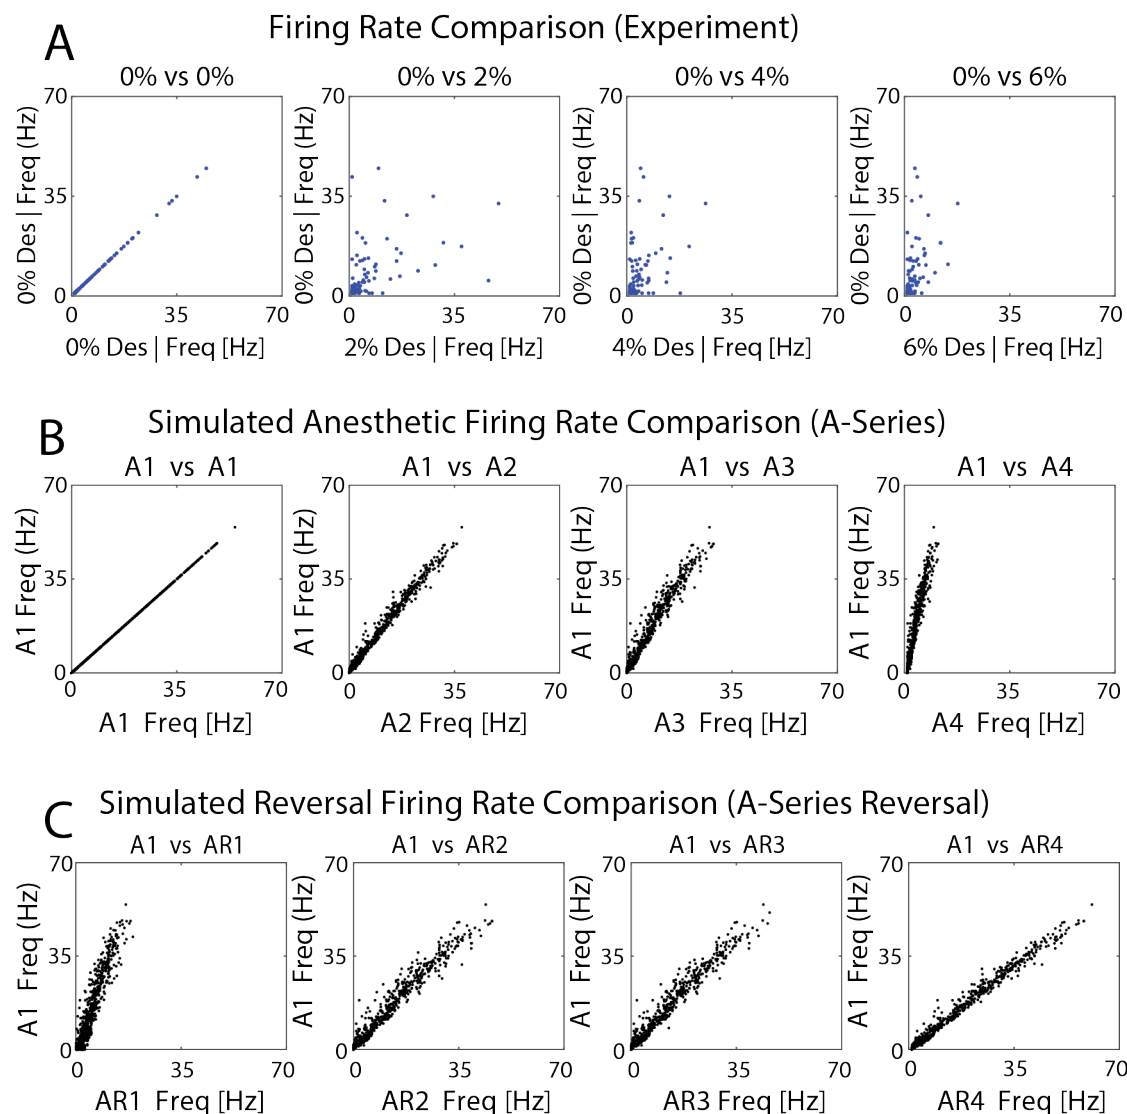 A
Firing Rate Comparison (Experiment)
0% vs 0%
0% vs 2%
0% vs 4%
0% vs 6%
70
35
0
0% Des | Freq (Hz)
0
35
70
0% Des | Freq [Hz]
70
35
0
0% Des | Freq (Hz)
0
35
70
2% Des | Freq [Hz]
70
35
0
0% Des | Freq (Hz)
0
35
70
4% Des | Freq [Hz]
70
35
0
0% Des | Freq (Hz)
0
35
70
6% Des | Freq [Hz]
B
Simulated Anesthetic Firing Rate Comparison (A-Series)
A1 vs A1
A1 vs A2
A1 vs A3
A1 vs A4
70
35
0
A1 Freq (Hz)
0
35
70
A1 Freq [Hz]
70
35
0
A1 Freq (Hz)
0
35
70
A2 Freq [Hz]
70
35
0
A1 Freq (Hz)
0
35
70
A3 Freq [Hz]
70
35
0
A1 Freq (Hz)
0
35
70
A4 Freq [Hz]
C
Simulated Reversal Firing Rate Comparison (A-Series Reversal)
A1 vs AR1
A1 vs AR2
A1 vs AR3
A1 vs AR4
70
35
0
A1 Freq (Hz)
0
35
70
AR1 Freq [Hz]
70
35
0
A1 Freq (Hz)
0
35
70
AR2 Freq [Hz]
70
35
0
A1 Freq (Hz)
0
35
70
AR3 Freq [Hz]
70
35
0
A1 Freq (Hz)
0
35
70
AR4 Freq [Hz]